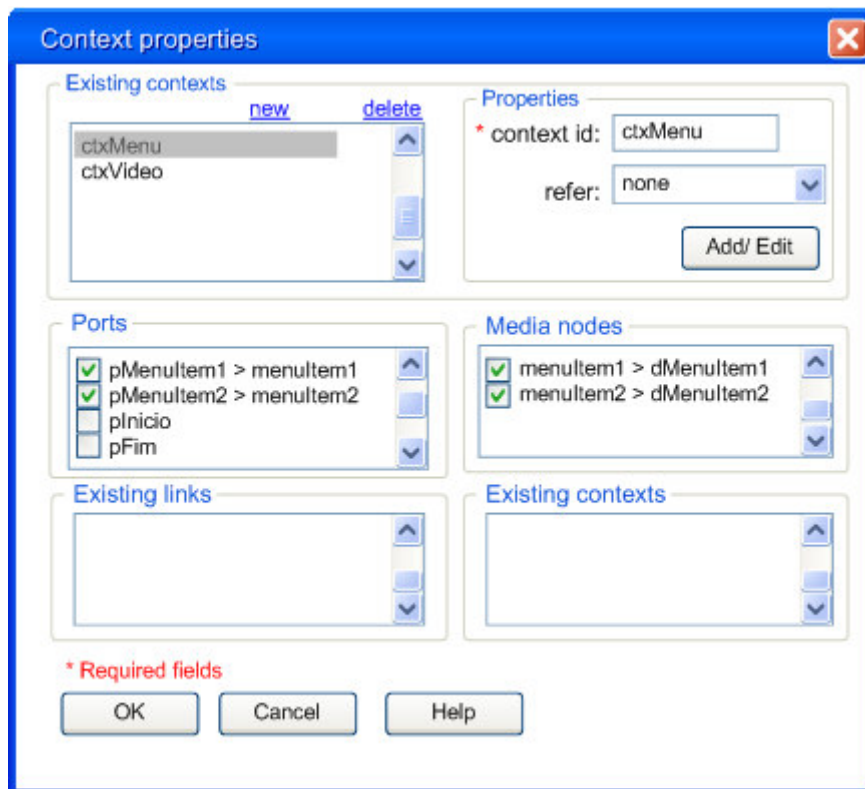 Context properties
Existing contexts
new delete
ctxMenu
ctxVideo
Properties
* context id: ctxMenu
refer: none
Add/ Edit
Ports
pMenuItem1 > menuItem1
pMenuItem2 > menuItem2
pInicio
pFim
Media nodes
menuItem1 > dMenuItem1
menuItem2 > dMenuItem2
Existing links
Existing contexts
* Required fields
OK Cancel Help